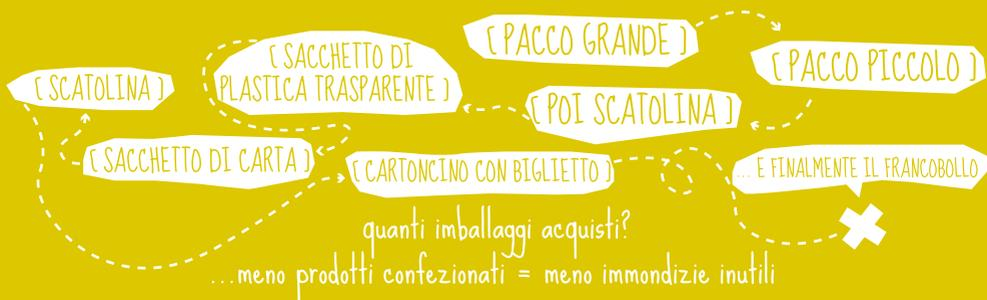 [ PACCO GRANDE ]
[ PACCO PICCOLO ]
[ POI SCATOLINA ]
[ SACCHETTO DI
PLASTICA TRASPARENTE ]
[ SACCHETTO DI CARTA ]
[ SCATOLINA ]
[ CARTONCINO CON BIGLIETTO ]
... E FINALMENTE IL FRANCOBOLLO
quanti imballaggi acquisti?
...meno prodotti confezionati = meno immondizie inutili